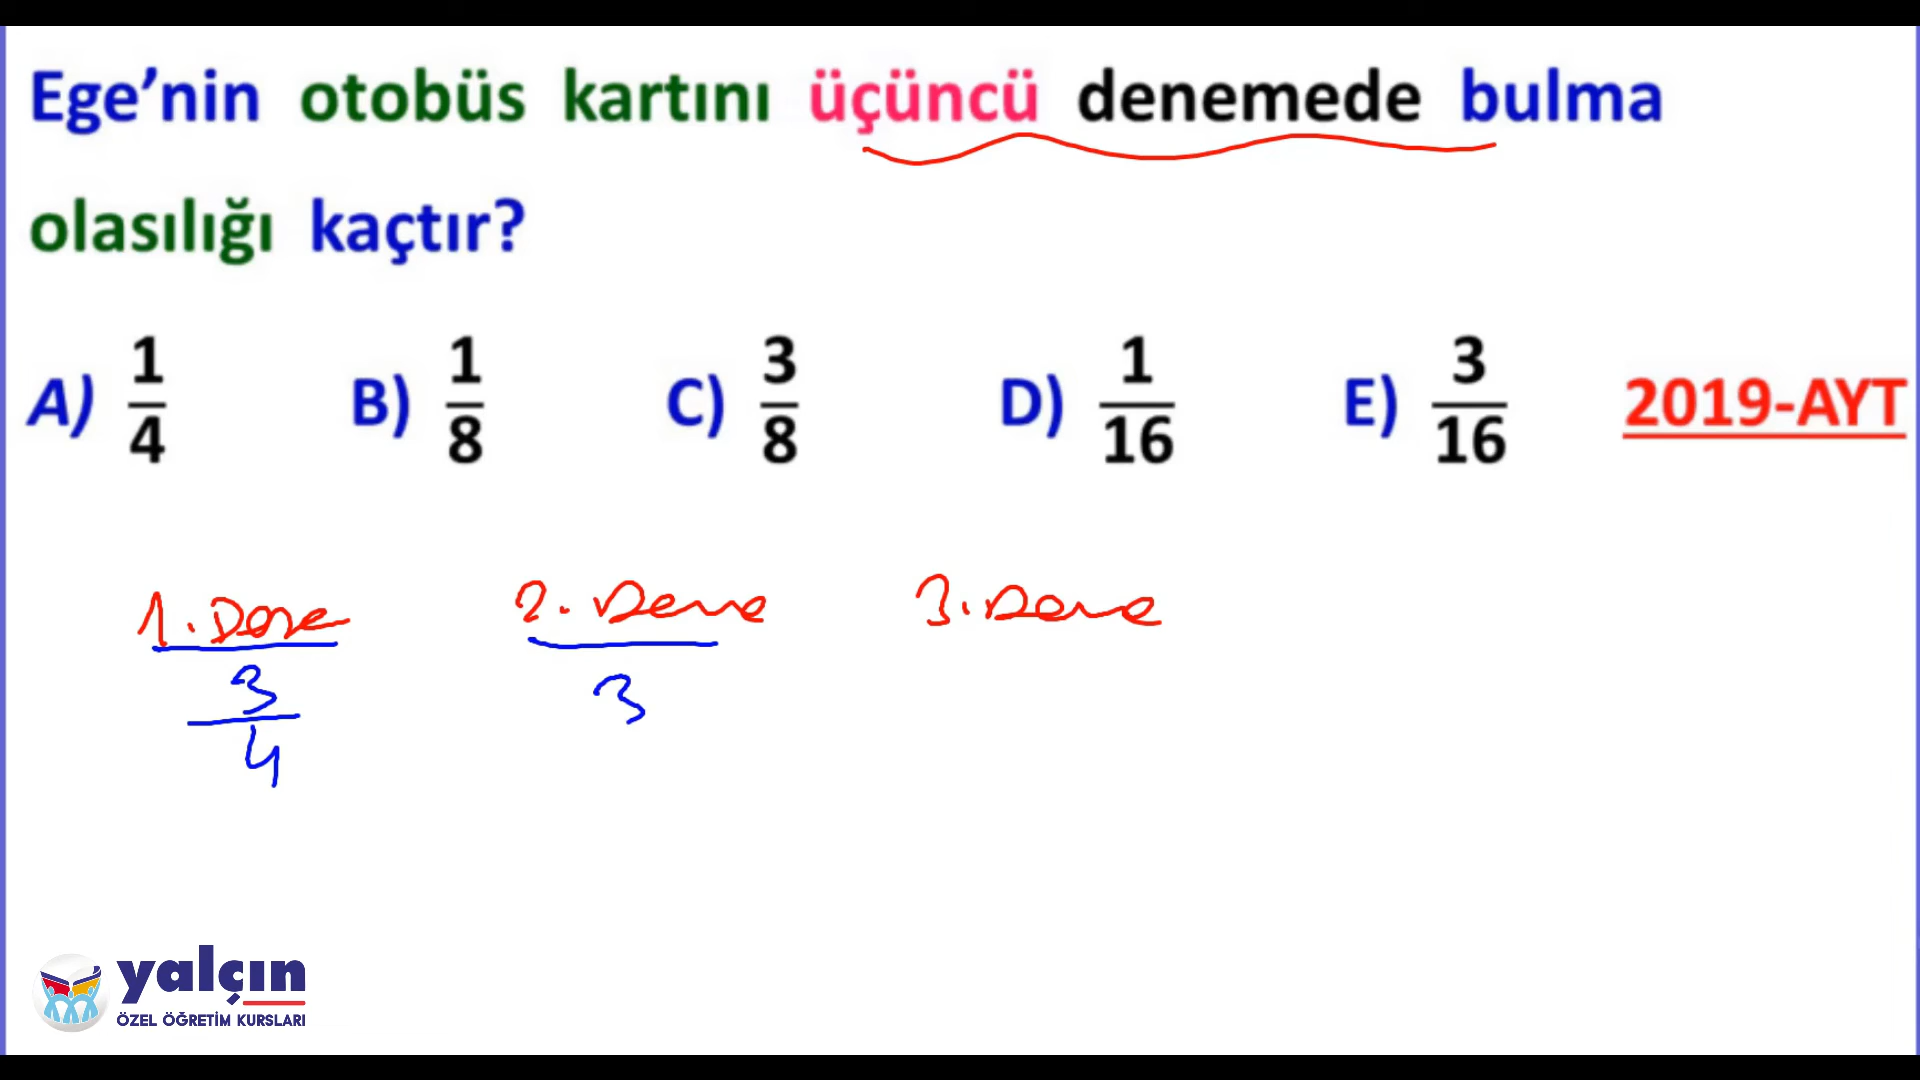 Ege’nin otobüs kartını üçüncü denemede bulma
olasılığı kaçtır?
A) 1/4 B) 1/8 C) 3/8 D) 1/16 E) 3/16 2019-AYT
1. Dene 2. Dene 3. Dene
3/4 3
yalçın
ÖZEL ÖĞRETİM KURSLARI